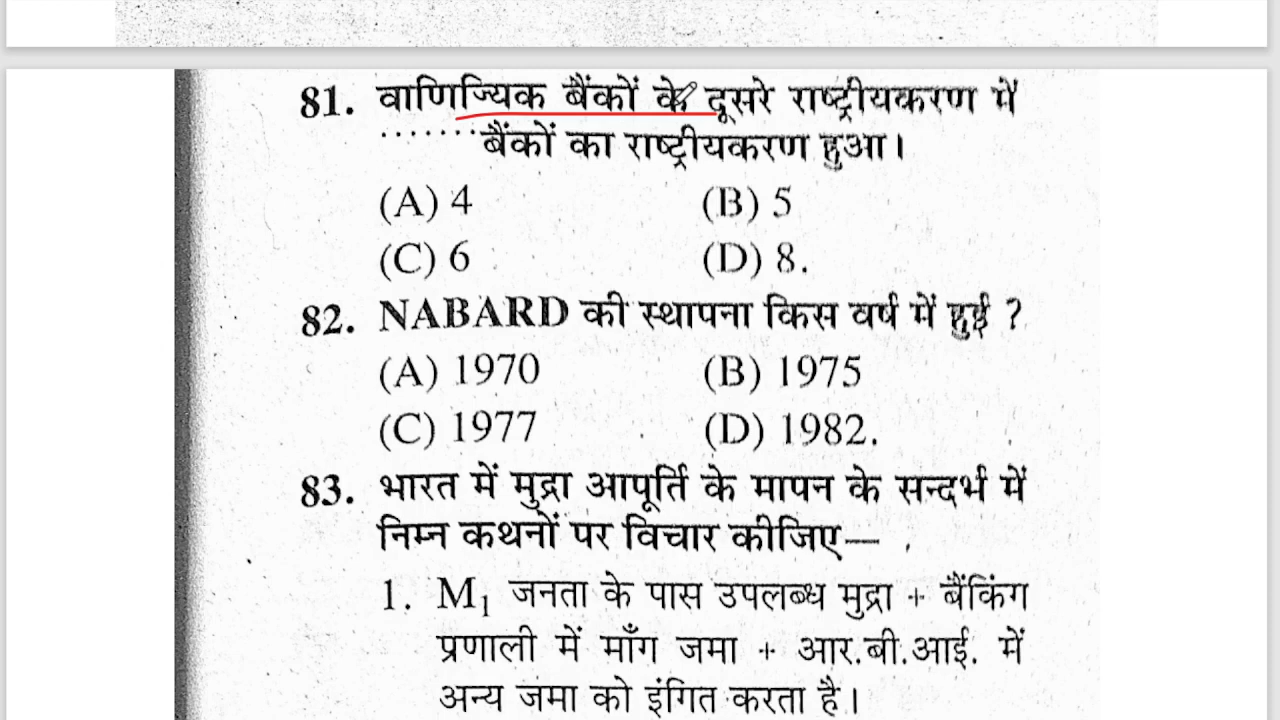 81. वाणिज्यिक बैंकों के दूसरे राष्ट्रीयकरण में
.......बैंकों का राष्ट्रीयकरण हुआ।
(A) 4 (B) 5
(C) 6 (D) 8.
82. NABARD की स्थापना किस वर्ष में हुई ?
(A) 1970 (B) 1975
(C) 1977 (D) 1982.
83. भारत में मुद्रा आपूर्ति के मापन के सन्दर्भ में
निम्न कथनों पर विचार कीजिए—
1. M₁ जनता के पास उपलब्ध मुद्रा + बैंकिंग
प्रणाली में माँग जमा + आर.बी.आई. में
अन्य जमा को इंगित करता है।